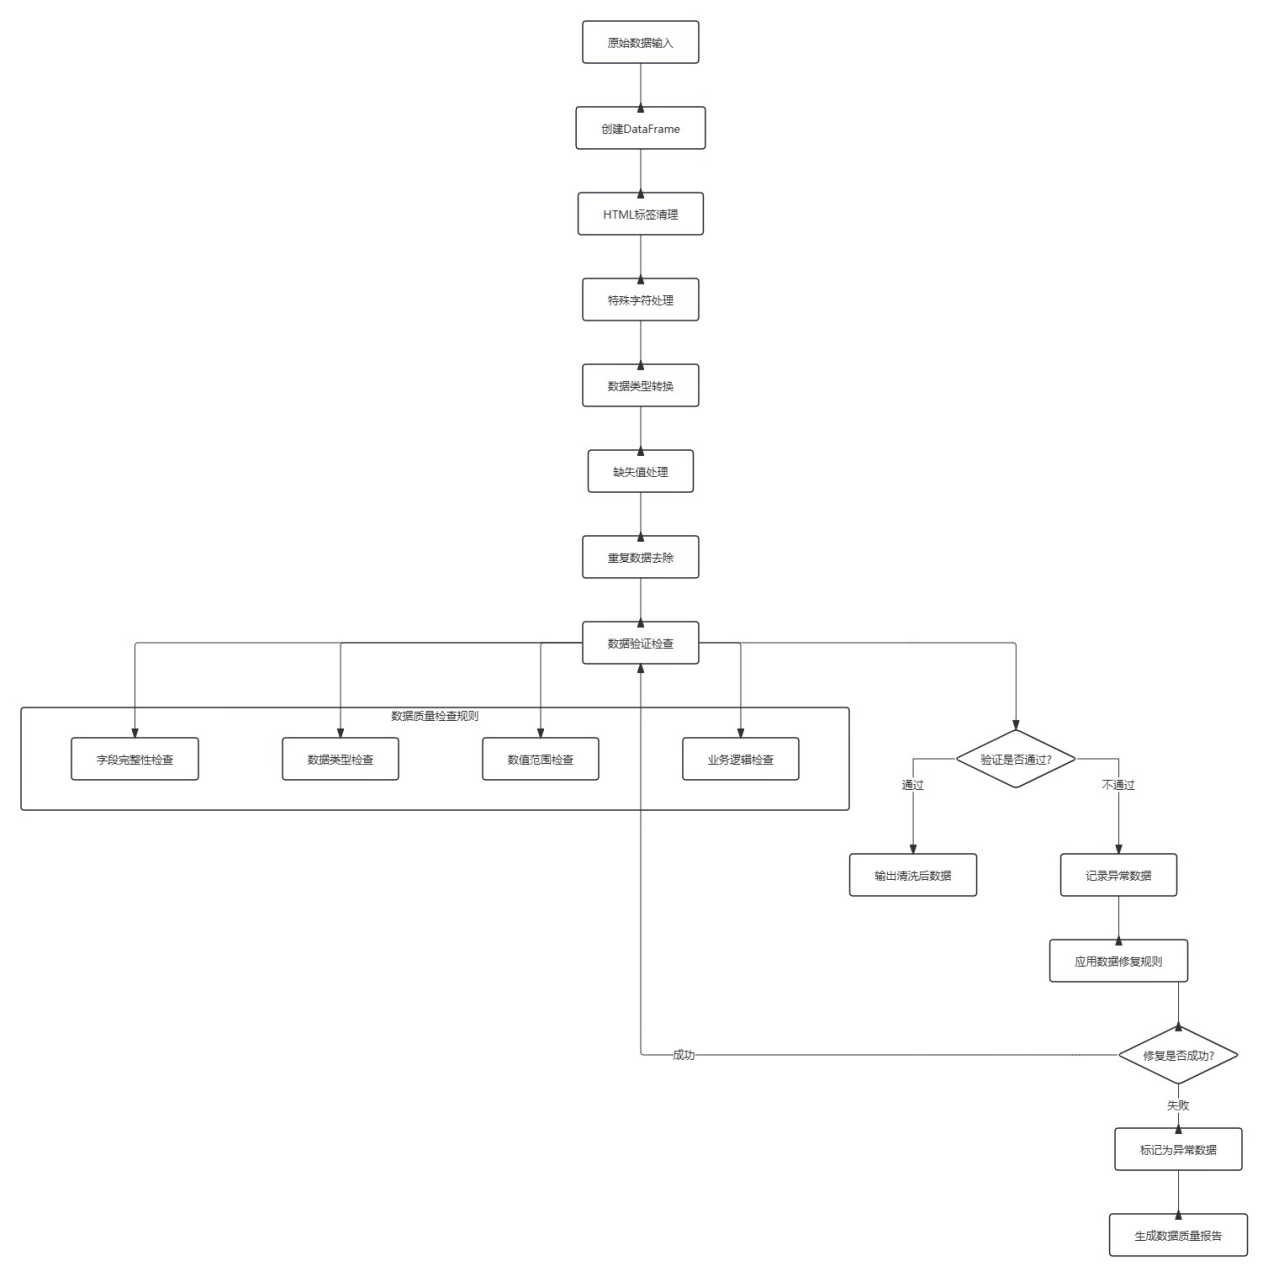 原始数据输入
创建DataFrame
HTML标签清理
特殊字符处理
数据类型转换
缺失值处理
重复数据去除
数据验证检查
数据质量检查规则
字段完整性检查
数据类型检查
数值范围检查
业务逻辑检查
验证是否通过?
通过
不通过
输出清洗后数据
记录异常数据
应用数据修复规则
成功
修复是否成功?
失败
标记为异常数据
生成数据质量报告